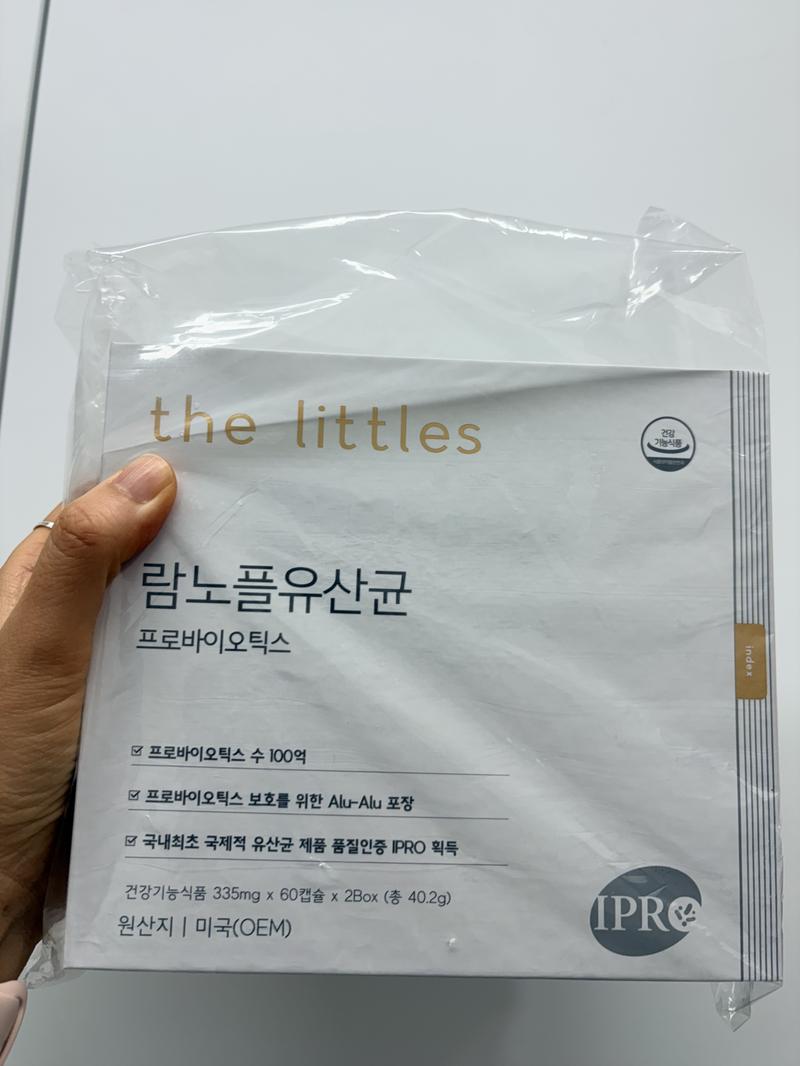 the littles
건강
기능식품
람노플유산균
프로바이오틱스
index
프로바이오틱스 수 100억
프로바이오틱스 보호를 위한 Alu-Alu 포장
국내최초 국제적 유산균 제품 품질인증 IPRO 획득
건강기능식품 335mg x 60캡슐 x 2Box (총 40.2g)
원산지 | 미국(OEM)
IPRO